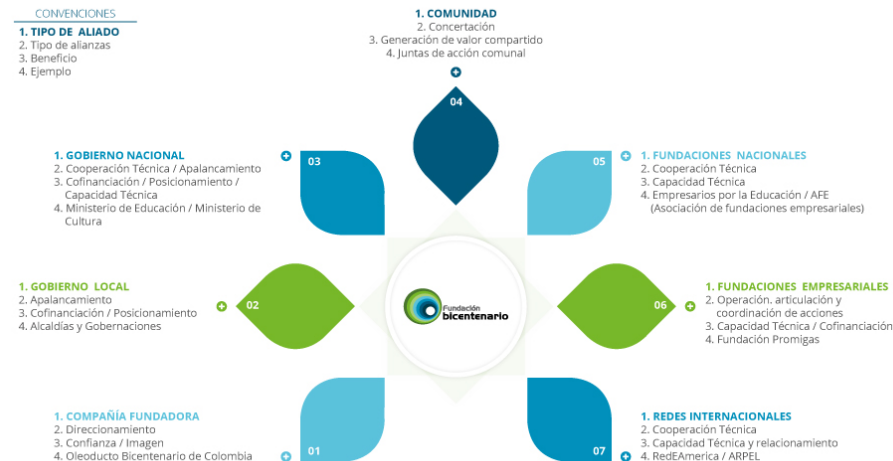 CONVENCIONES
1. TIPO DE ALIADO
2. Tipo de alianzas
3. Beneficio
4. Ejemplo
1. COMUNIDAD
2. Concertación
3. Generación de valor compartido
4. Juntas de acción comunal
04
1. GOBIERNO NACIONAL
2. Cooperación Técnica / Apalancamiento
3. Cofinanciación / Posicionamiento /
Capacidad Técnica
4. Ministerio de Educación / Ministerio de
Cultura
03
05
1. FUNDACIONES NACIONALES
2. Cooperación Técnica
3. Capacidad Técnica
4. Empresarios por la Educación / AFE
(Asociación de fundaciones empresariales)
1. GOBIERNO LOCAL
2. Apalancamiento
3. Cofinanciación / Posicionamiento
4. Alcaldías y Gobernaciones
02
Fundación
bicentenario
06
1. FUNDACIONES EMPRESARIALES
2. Operación. articulación y
coordinación de acciones
3. Capacidad Técnica / Cofinanciación
4. Fundación Promigas
1. COMPAÑÍA FUNDADORA
2. Direccionamiento
3. Confianza / Imagen
4. Oleoducto Bicentenario de Colombia
01
07
1. REDES INTERNACIONALES
2. Cooperación Técnica
3. Capacidad Técnica y relacionamiento
4. RedEAmerica / ARPEL